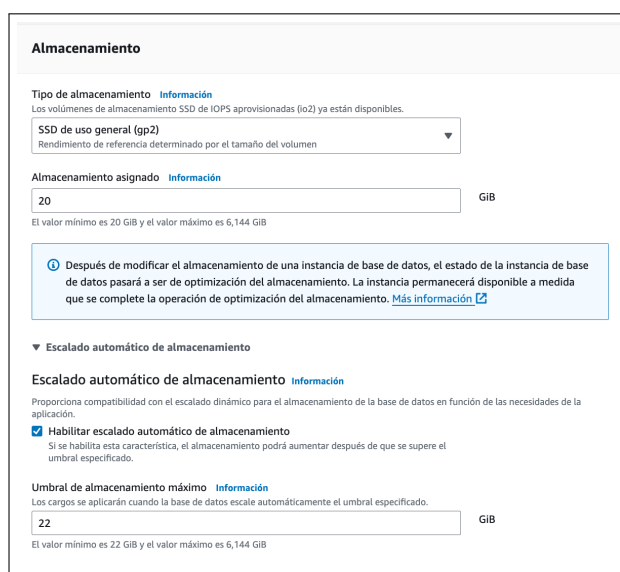 Almacenamiento
Tipo de almacenamiento Información
Los volúmenes de almacenamiento SSD de IOPS aprovisionadas (io2) ya están disponibles.
SSD de uso general (gp2)
Rendimiento de referencia determinado por el tamaño del volumen
Almacenamiento asignado Información
20 GiB
El valor mínimo es 20 GiB y el valor máximo es 6,144 GiB
Después de modificar el almacenamiento de una instancia de base de datos, el estado de la instancia de base
de datos pasará a ser de optimización del almacenamiento. La instancia permanecerá disponible a medida
que se complete la operación de optimización del almacenamiento. Más información
Escalado automático de almacenamiento
Escalado automático de almacenamiento Información
Proporciona compatibilidad con el escalado dinámico para el almacenamiento de la base de datos en función de las necesidades de la
aplicación.
Habilitar escalado automático de almacenamiento
Si se habilita esta característica, el almacenamiento podrá aumentar después de que se supere el
umbral especificado.
Umbral de almacenamiento máximo Información
Los cargos se aplicarán cuando la base de datos escale automáticamente el umbral especificado.
22 GiB
El valor mínimo es 22 GiB y el valor máximo es 6,144 GiB